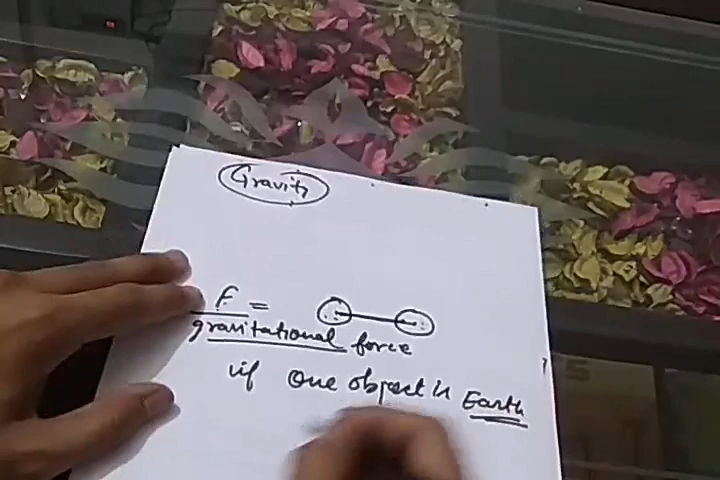 Gravity
F =
gravitational force
if One object is Earth